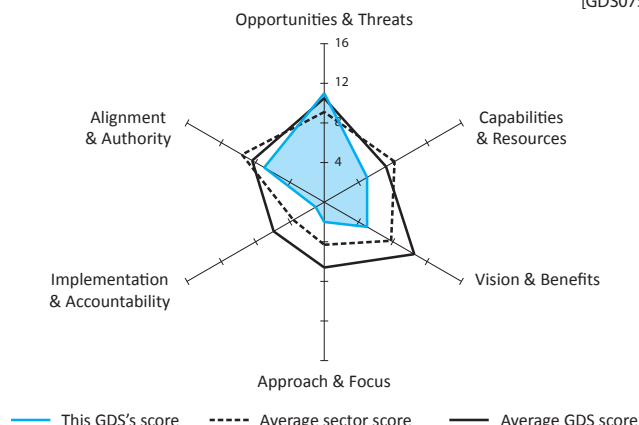 [GDS07
Opportunities & Threats
16
12
8
4
Alignment
& Authority
Capabilities
& Resources
Implementation
& Accountability
Vision & Benefits
Approach & Focus
This GDS's score
Average sector score
Average GDS score